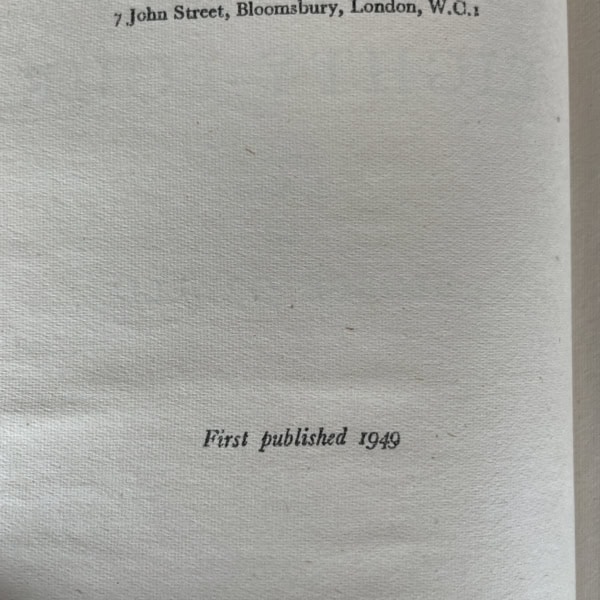 7 John Street, Bloomsbury, London, W.C.1
First published 1949